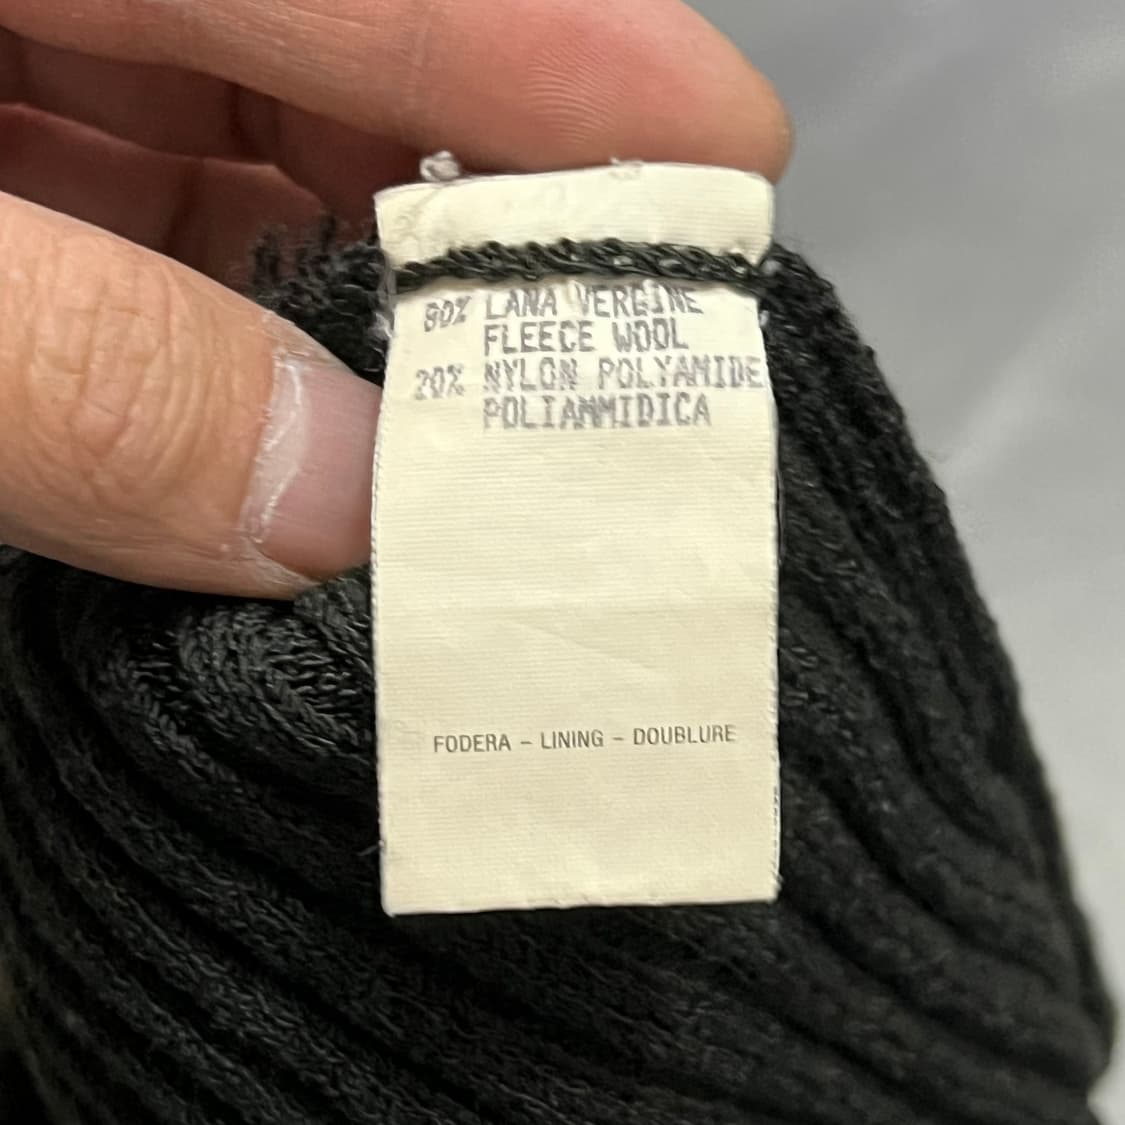 80% LANA VERGINE
FLEECE WOOL
20% NYLON POLYAMIDE
POLIAMMIDICA
FODERA – LINING – DOUBLURE